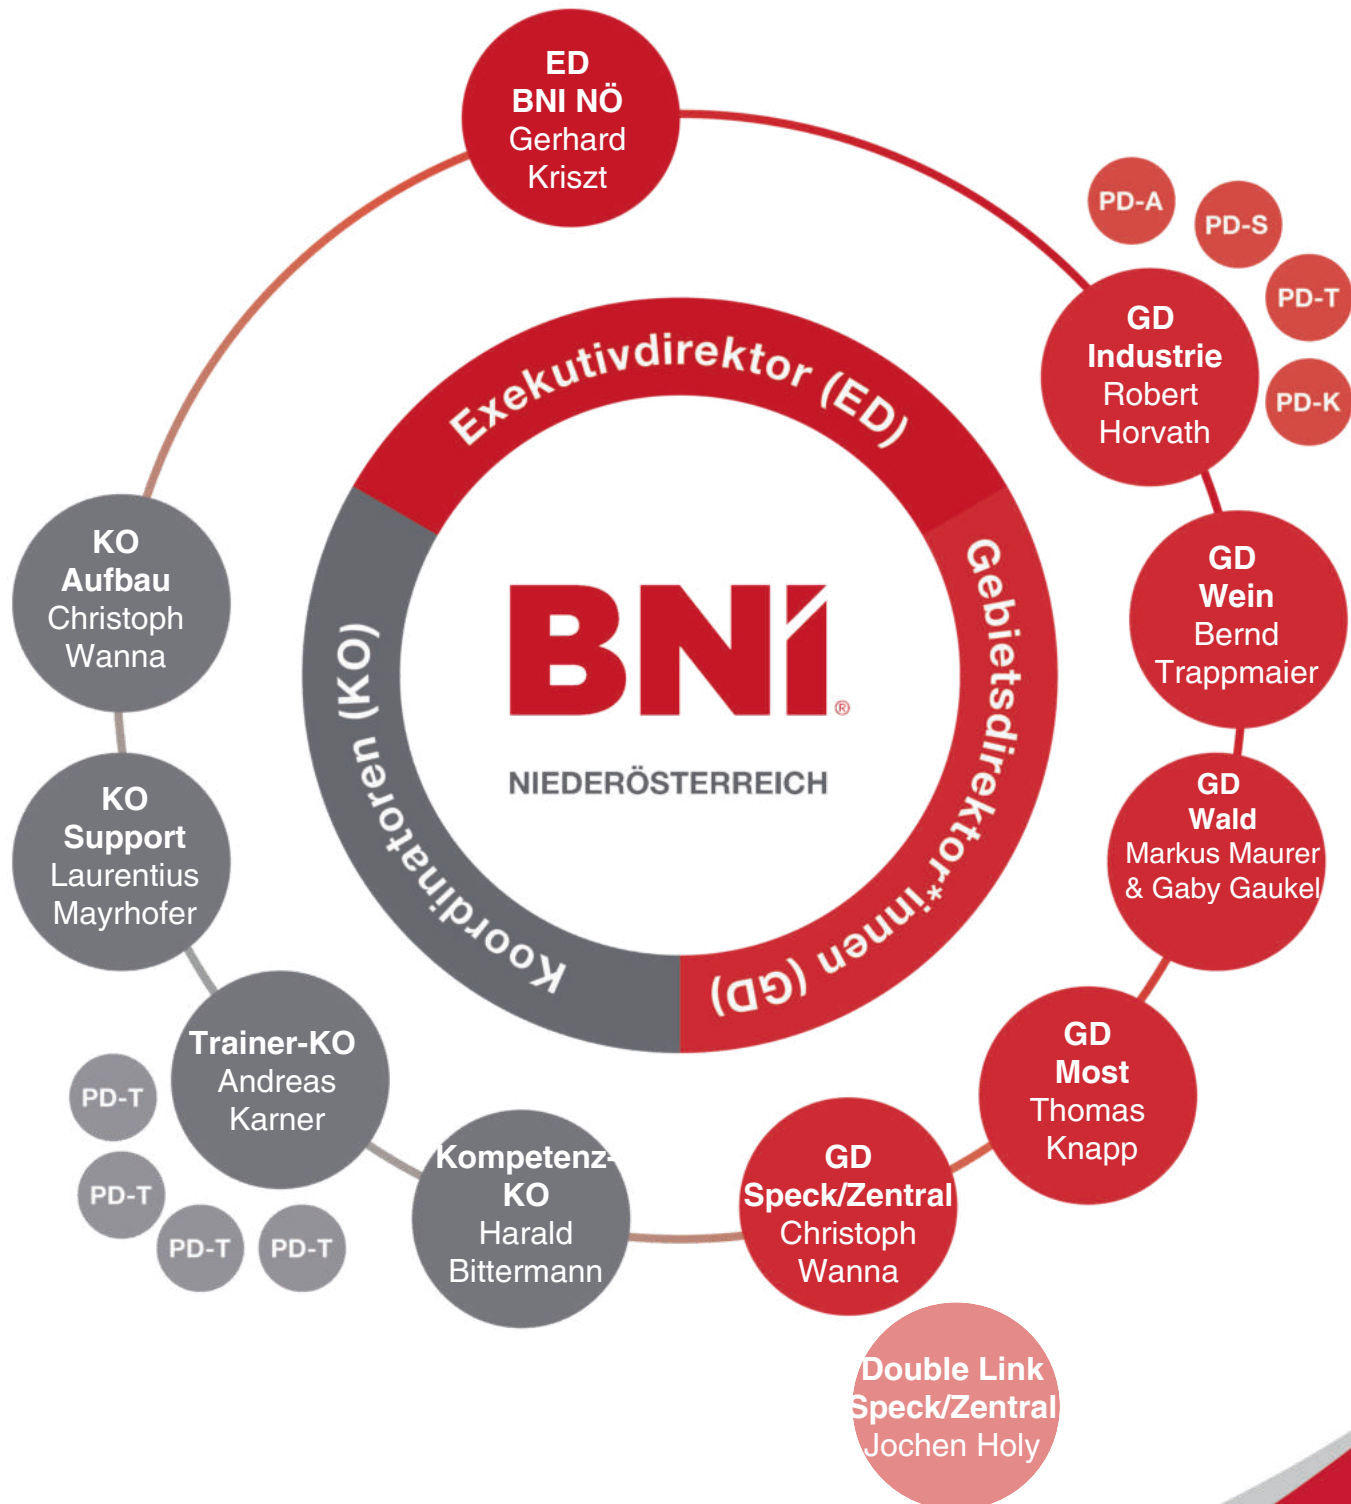 ED
BNI NÖ
Gerhard
Kriszt
PD-A
PD-S
PD-T
PD-K
GD
Industrie
Robert
Horvath
GD
Wein
Bernd
Trappmaier
GD
Wald
Markus Maurer
& Gaby Gaukel
GD
Most
Thomas
Knapp
GD
Speck/Zentral
Christoph
Wanna
Double Link
Speck/Zentral
Jochen Holy
Kompetenz-
KO
Harald
Bittermann
Trainer-KO
Andreas
Karner
PD-T
PD-T
PD-T
PD-T
KO
Support
Laurentius
Mayrhofer
KO
Aufbau
Christoph
Wanna
Exekutivdirektor (ED)
Gebietsdirektor*innen (GD)
Koordinatoren (KO)
BNI®
NIEDERÖSTERREICH